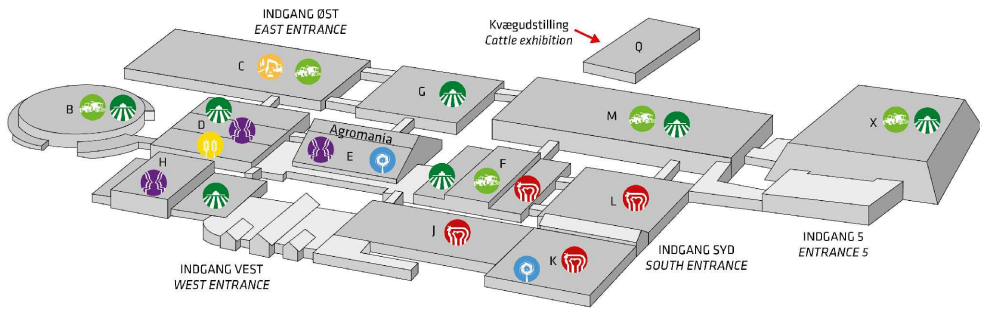 INDGANG ØST
EAST ENTRANCE
Kvægudstilling
Cattle exhibition
Q
C
G
B
M
X
D
Agromania
E
F
H
L
J
K
INDGANG VEST
WEST ENTRANCE
INDGANG SYD
SOUTH ENTRANCE
INDGANG 5
ENTRANCE 5